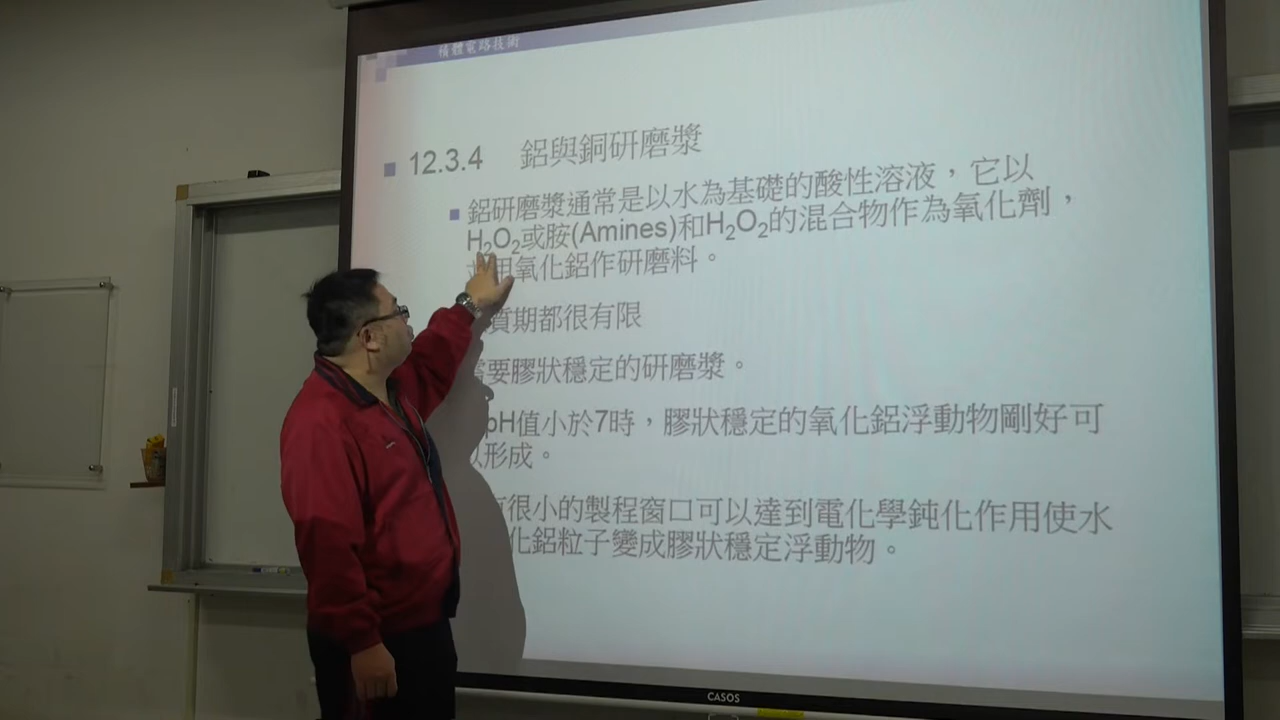 積體電路技術
12.3.4 鋁與銅研磨漿
鋁研磨漿通常是以水為基礎的酸性溶液，它以
H₂O₂或胺(Amines)和H₂O₂的混合物作為氧化劑，
用氧化鋁作研磨料。
質期都很有限
需要膠狀穩定的研磨漿。
pH值小於7時，膠狀穩定的氧化鋁浮動物剛好可
以形成。
有很小的製程窗口可以達到電化學鈍化作用使水
化鋁粒子變成膠狀穩定浮動物。
CASOS